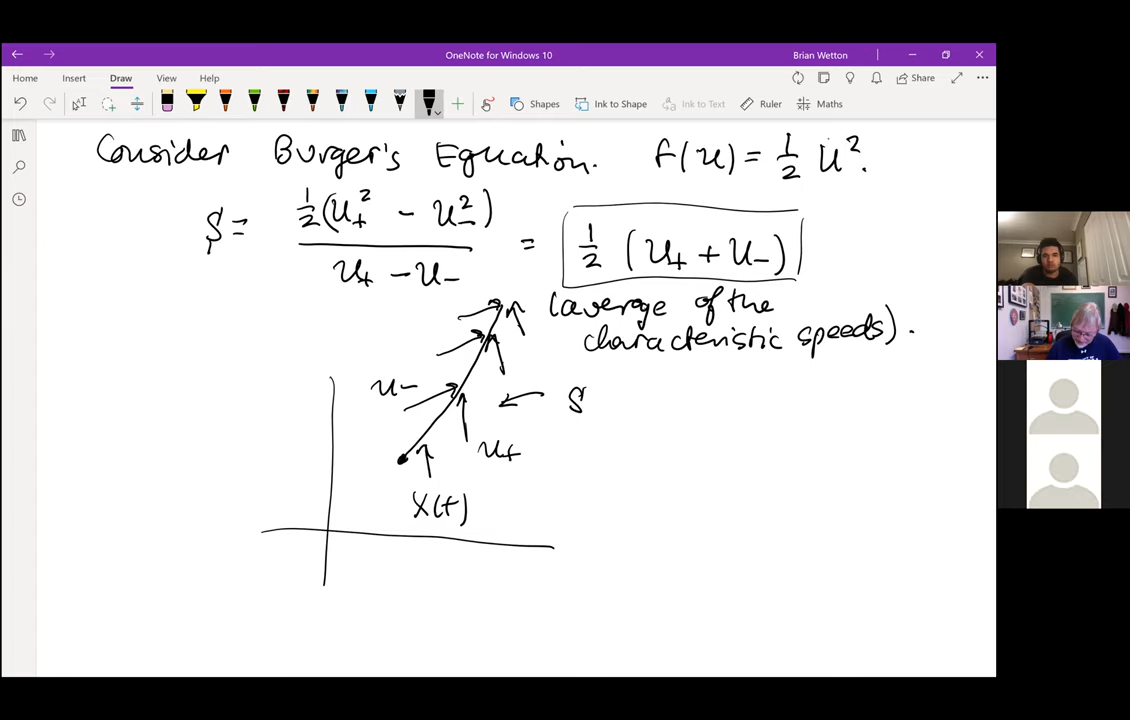 OneNote for Windows 10
Brian Wetton
Home Insert Draw View Help
Share
Shapes Ink to Shape Ink to Text Ruler Maths
Consider Burger's Equation. f(u) = 1/2 u².
S = 1/2(u₊² - u₋²) / (u₊ - u₋) = 1/2 (u₊ + u₋)
(average of the
characteristic speeds).
u₋
S
u₊
X(t)